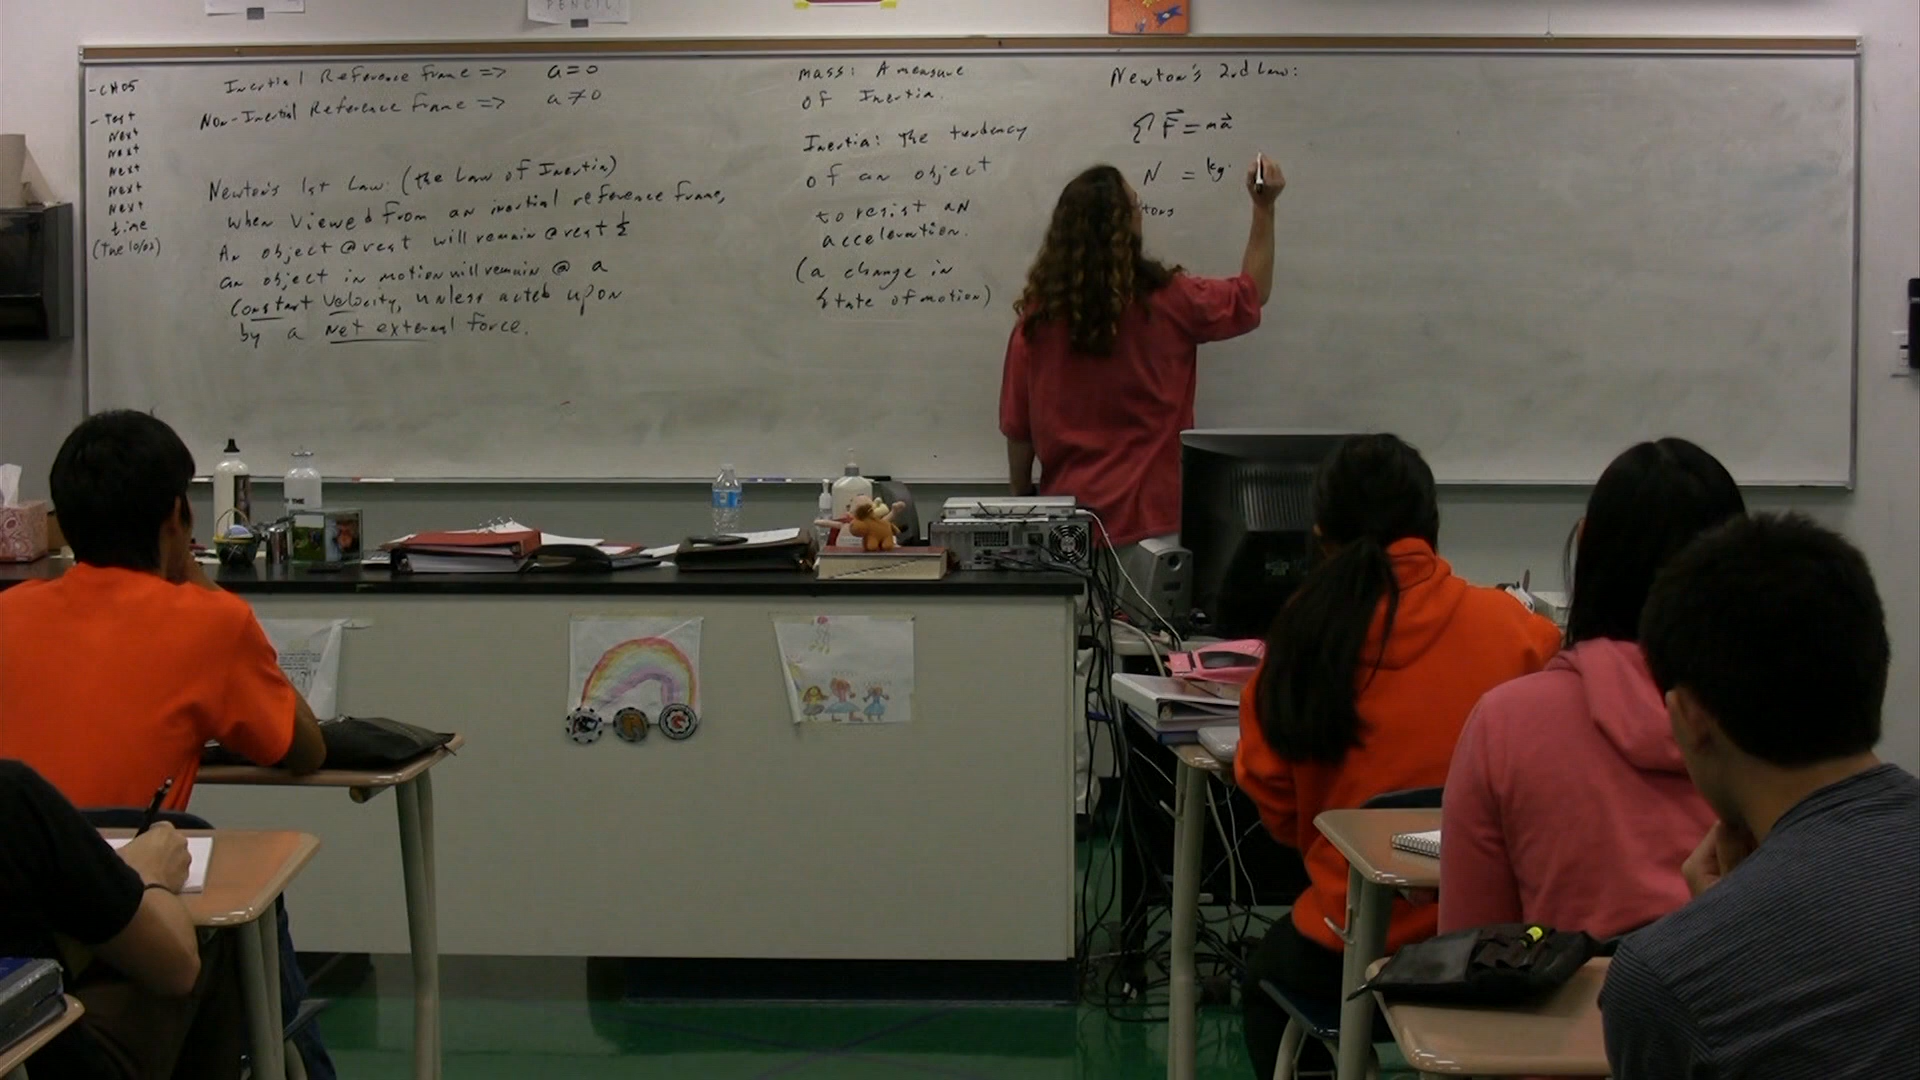 PENCIL!
- CH05
- Test
Next
Next
Next
Next
Next
time
(Tue 10/02)
Inertial Reference frame => a = 0
Non-Inertial Reference frame => a ≠ 0
Newton's 1st Law: (the Law of Inertia)
When viewed from an inertial reference frame,
An object @ rest will remain @ rest &
an object in motion will remain @ a
constant velocity, unless acted upon
by a net external force.
mass: A measure
of Inertia.
Inertia: The tendency
of an object
to resist an
acceleration.
(a change in
state of motion)
Newton's 2nd Law:
∑F⃗ = ma⃗
N = kg·
THE